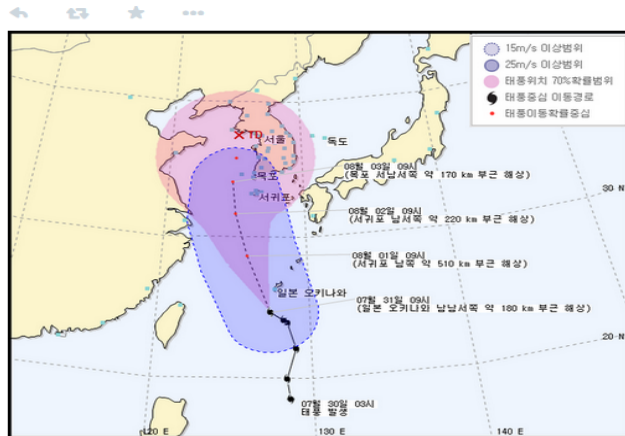 15m/s 이상범위
25m/s 이상범위
태풍위치 70%확률범위
태풍중심 이동경로
태풍이동확률중심
TD
서울
독도
목포
서귀포
08월 03일 09시
(목포 서남서쪽 약 170 km 부근 해상)
30 N
08월 02일 09시
(서귀포 남서쪽 약 220 km 부근 해상)
08월 01일 09시
(서귀포 남쪽 약 510 km 부근 해상)
일본 오키나와
07월 31일 09시
(일본 오키나와 남남서쪽 약 180 km 부근 해상)
20 N
07월 30일 03시
태풍 발생
120 E
130 E
140 E